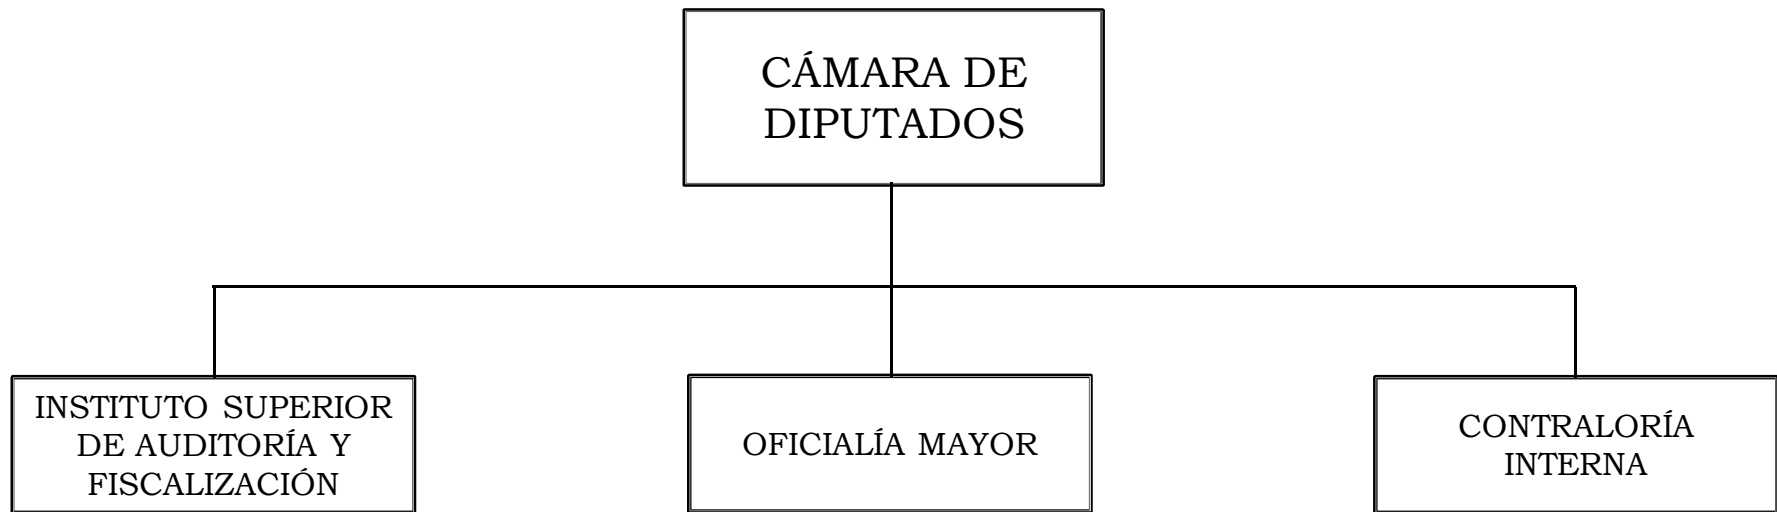 CÁMARA DE
DIPUTADOS
INSTITUTO SUPERIOR
DE AUDITORÍA Y
FISCALIZACIÓN
OFICIALÍA MAYOR
CONTRALORÍA
INTERNA